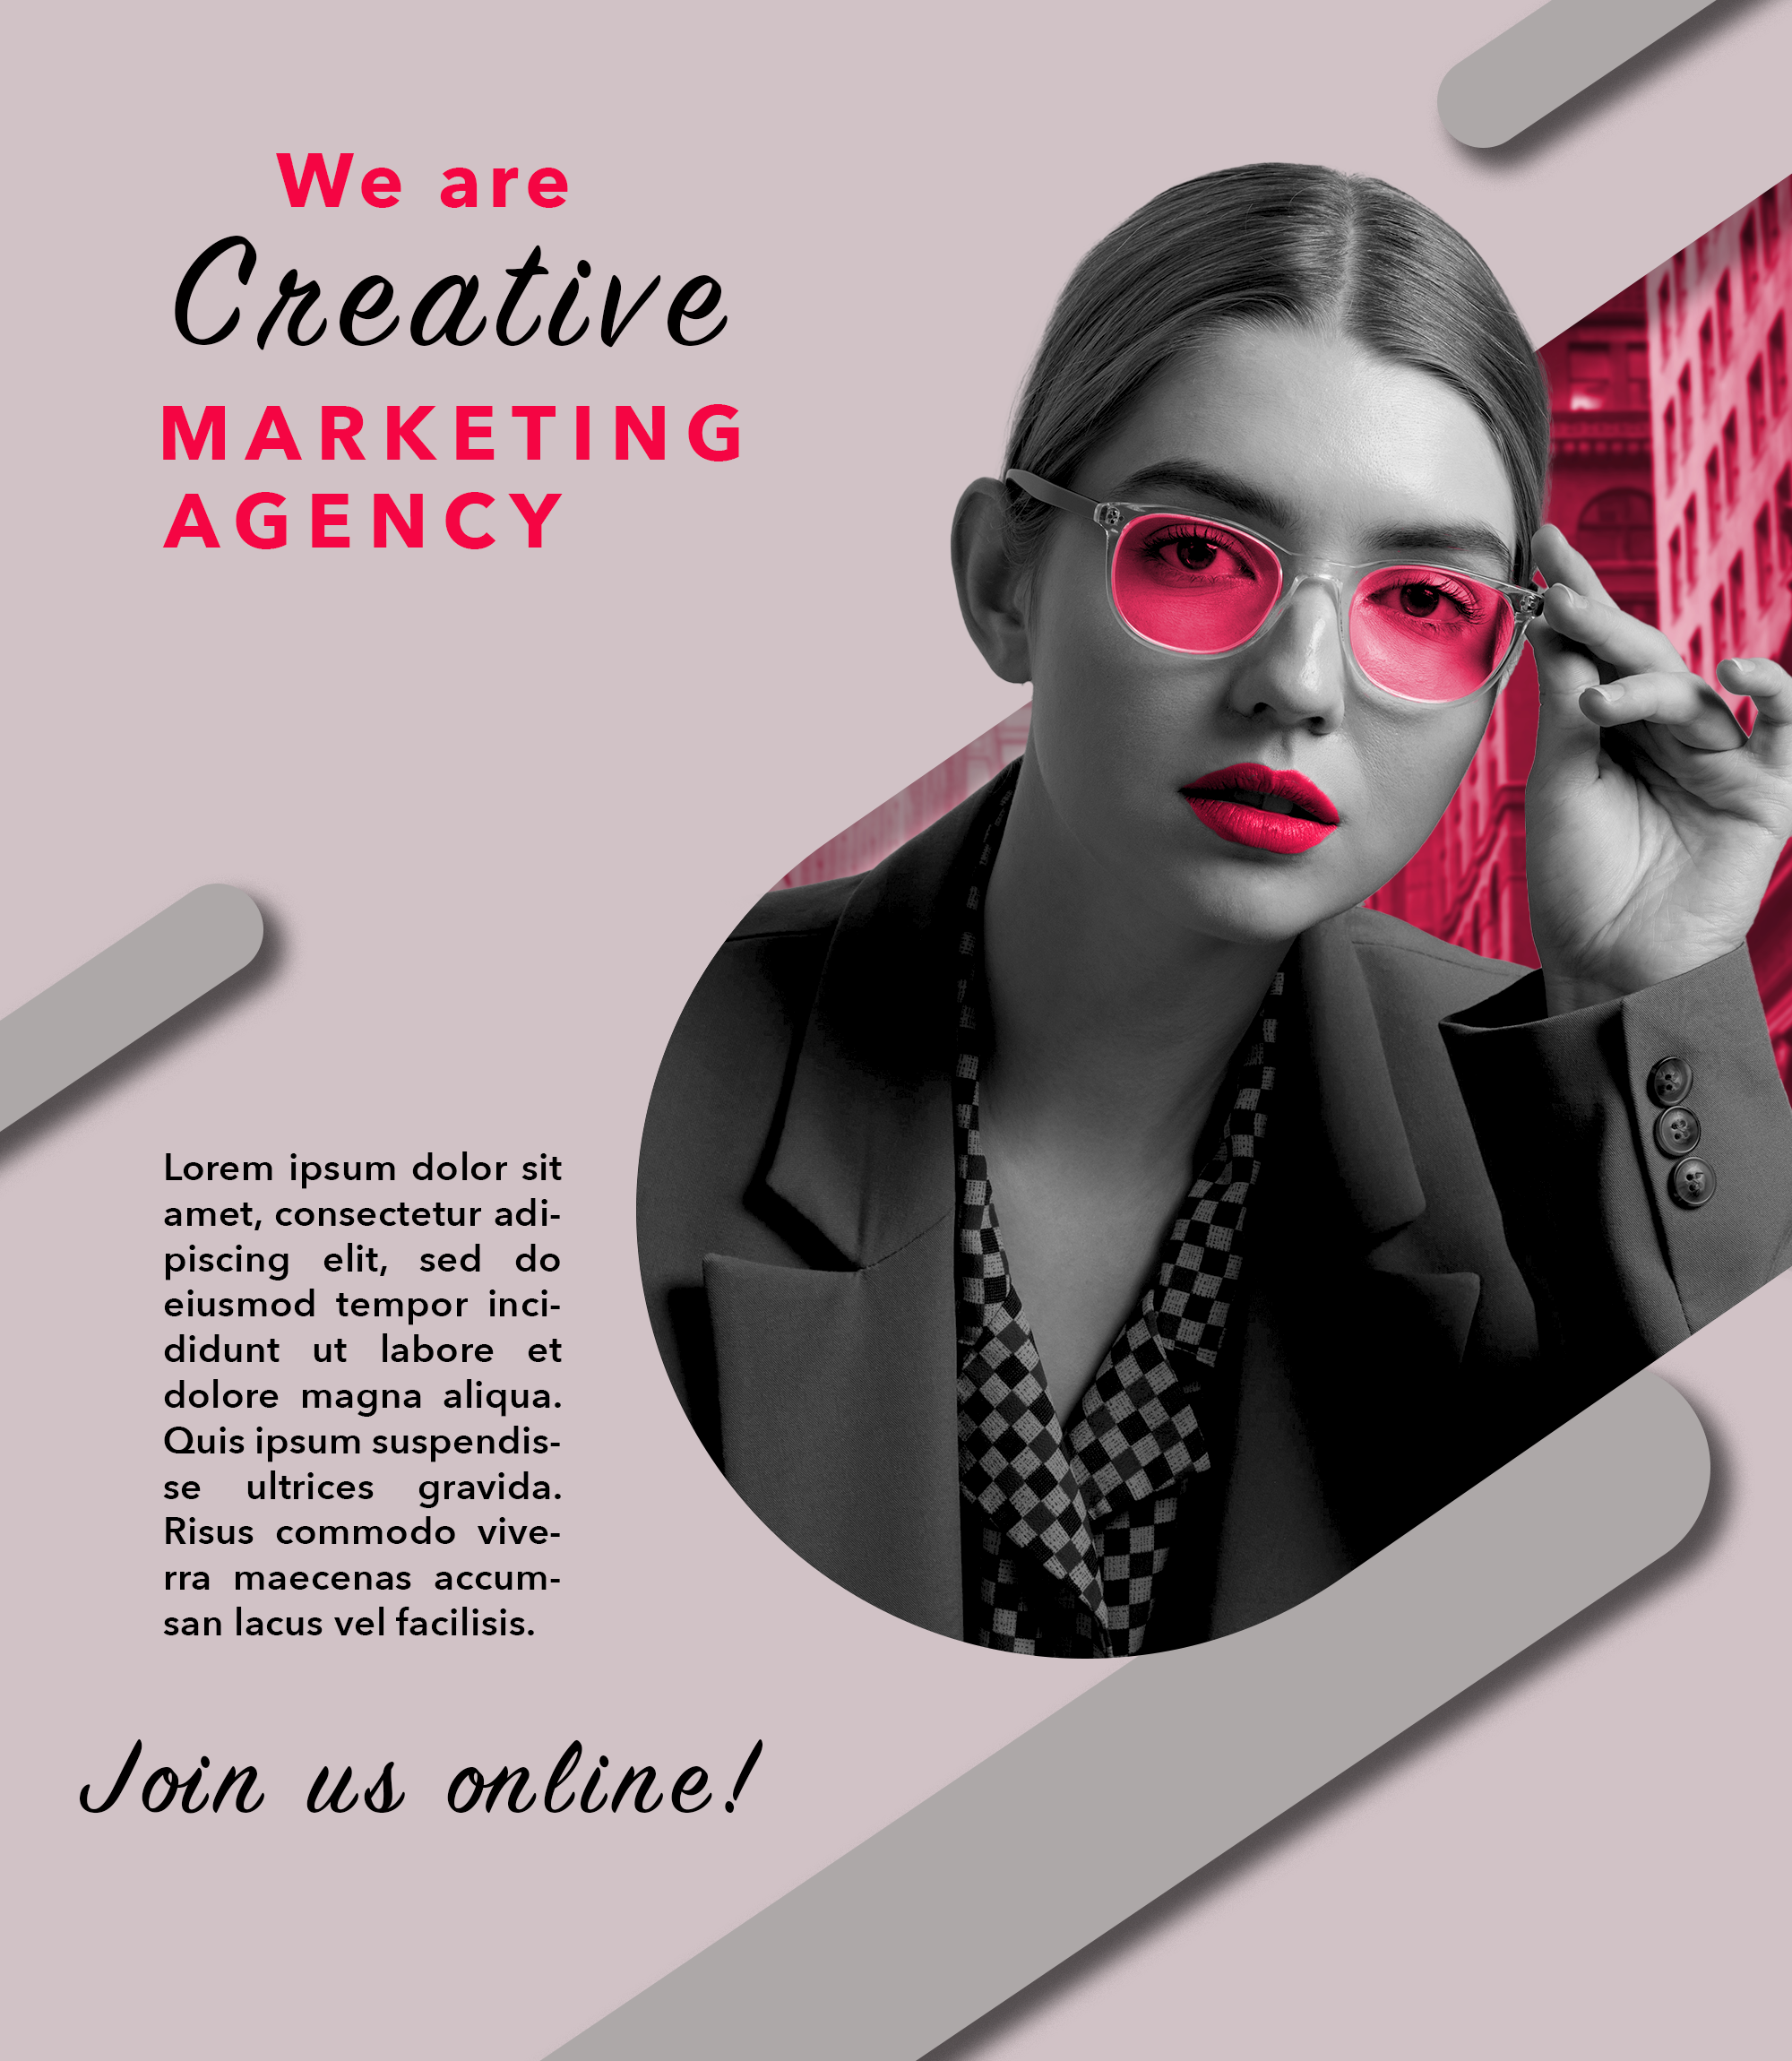 We are
Creative
MARKETING
AGENCY
Lorem ipsum dolor sit
amet, consectetur adi-
piscing elit, sed do
eiusmod tempor inci-
didunt ut labore et
dolore magna aliqua.
Quis ipsum suspendis-
se ultrices gravida.
Risus commodo vive-
rra maecenas accum-
san lacus vel facilisis.
Join us online!